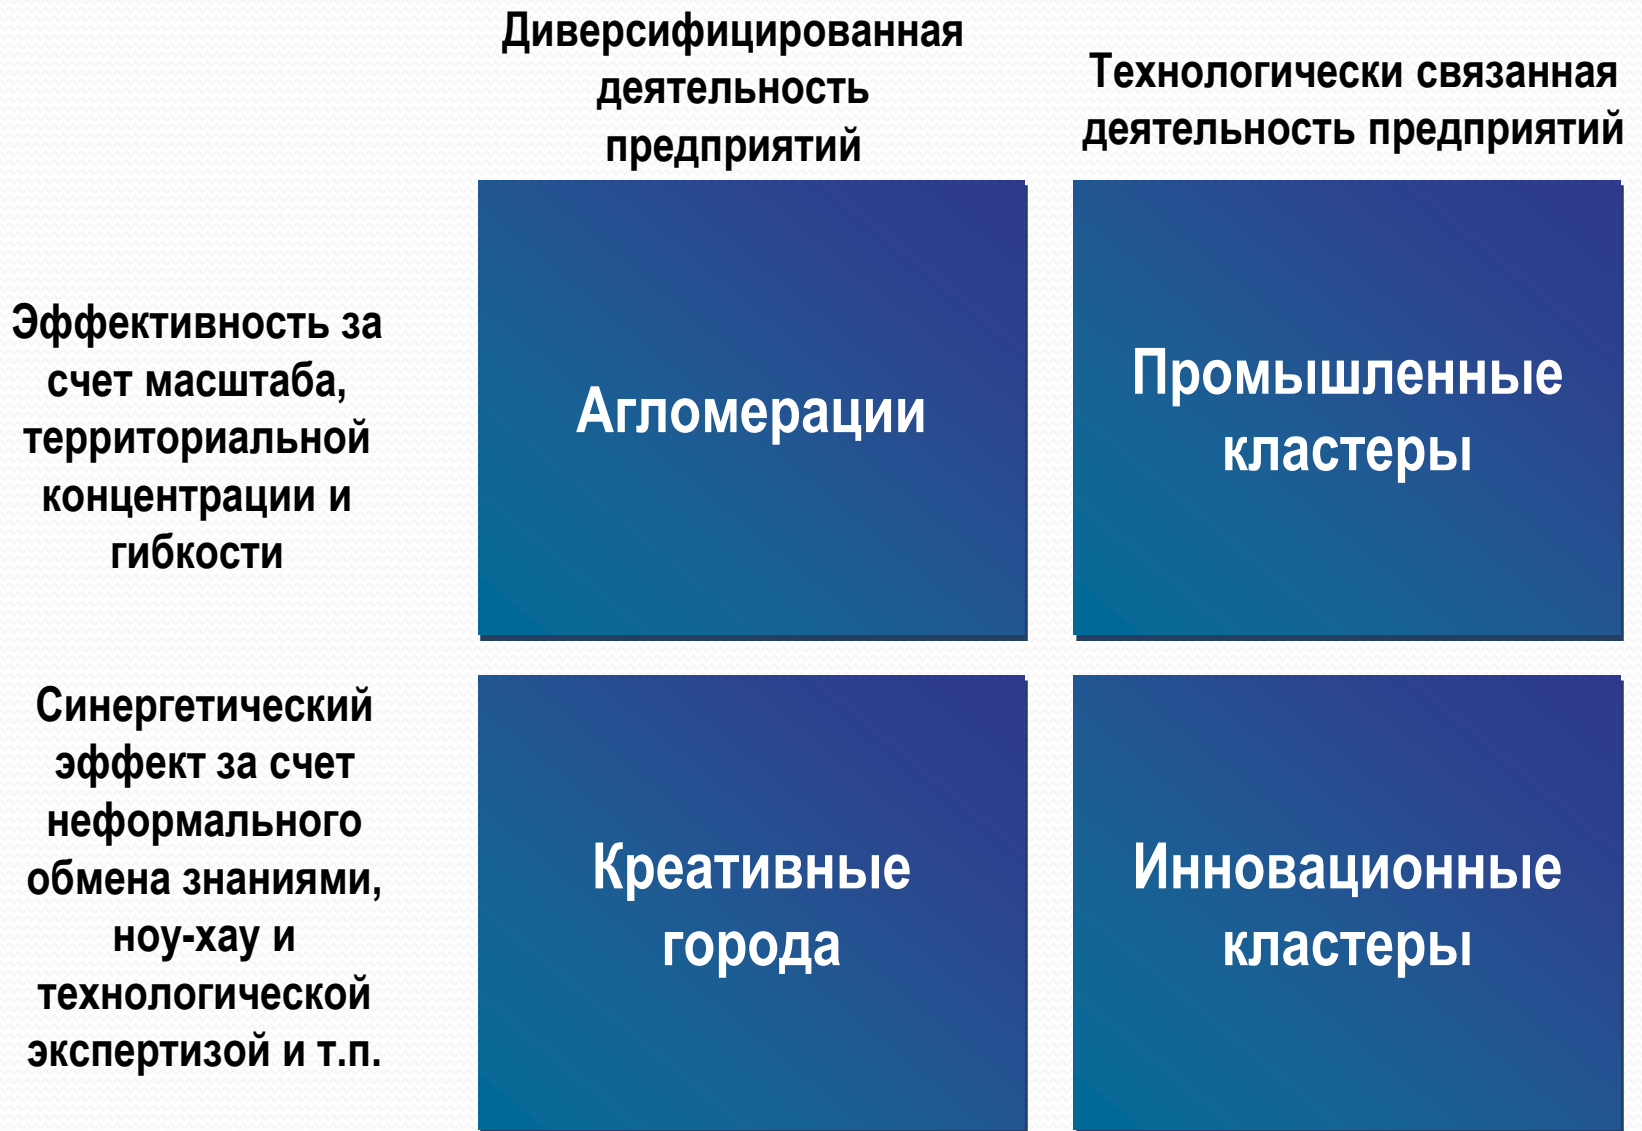 Диверсифицированная
деятельность
предприятий
Технологически связанная
деятельность предприятий
Эффективность за
счет масштаба,
территориальной
концентрации и
гибкости
Агломерации
Промышленные
кластеры
Синергетический
эффект за счет
неформального
обмена знаниями,
ноу-хау и
технологической
экспертизой и т.п.
Креативные
города
Инновационные
кластеры